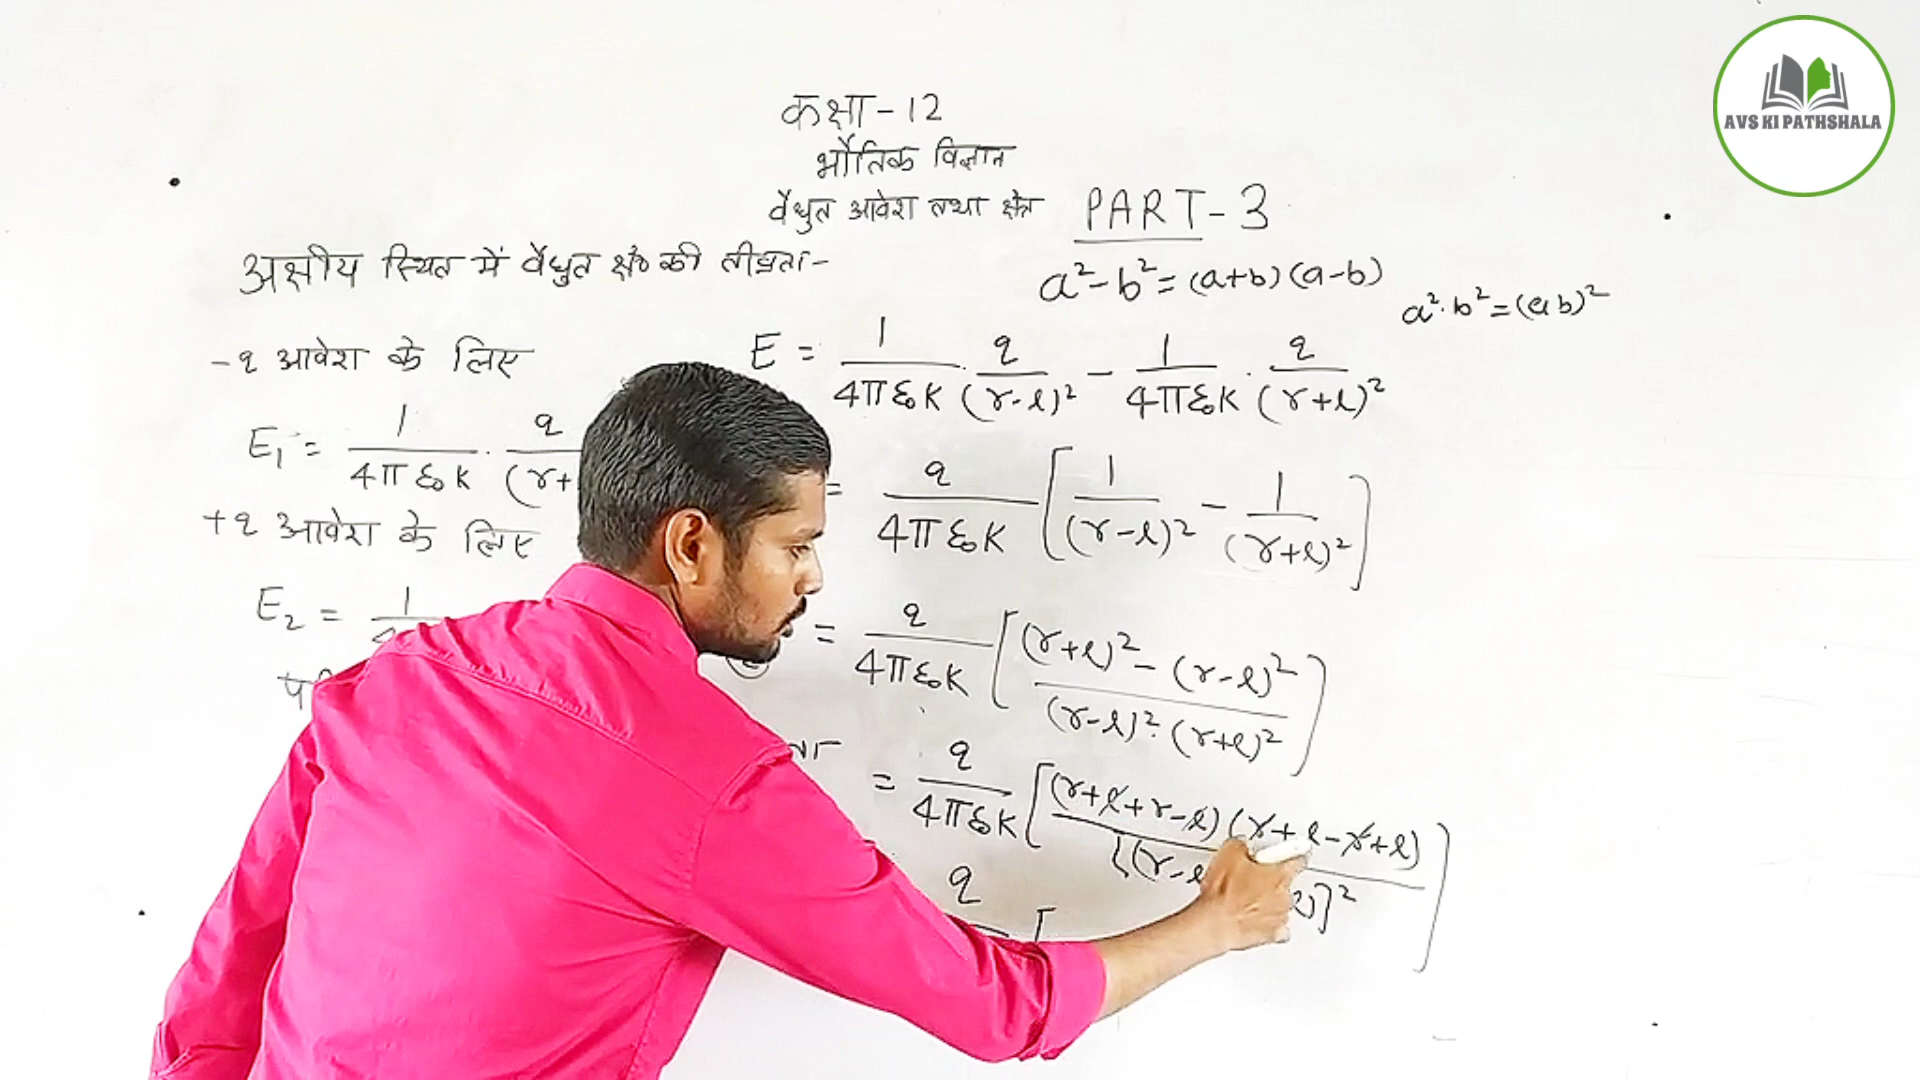 AVS KI PATHSHALA
कक्षा-12
भौतिक विज्ञान
वैधुत आवेश तथा क्षेत्र PART-3
अक्षीय स्थित में वैधुत क्षेत्र की तीव्रता-
a²-b²=(a+b)(a-b)
a².b²=(ab)²
-q आवेश के लिए
E₁ = 1/4πε₀K . q/(r+
+q आवेश के लिए
E₂ = 1
E = 1/4πε₀K . q/(r-l)² - 1/4πε₀K . q/(r+l)²
= q/4πε₀K [1/(r-l)² - 1/(r+l)²]
= q/4πε₀K [(r+l)² - (r-l)²/(r-l)².(r+l)²]
= q/4πε₀K [(r+l+r-l)(r+l-r+l)/[(r-l )]²]
q [